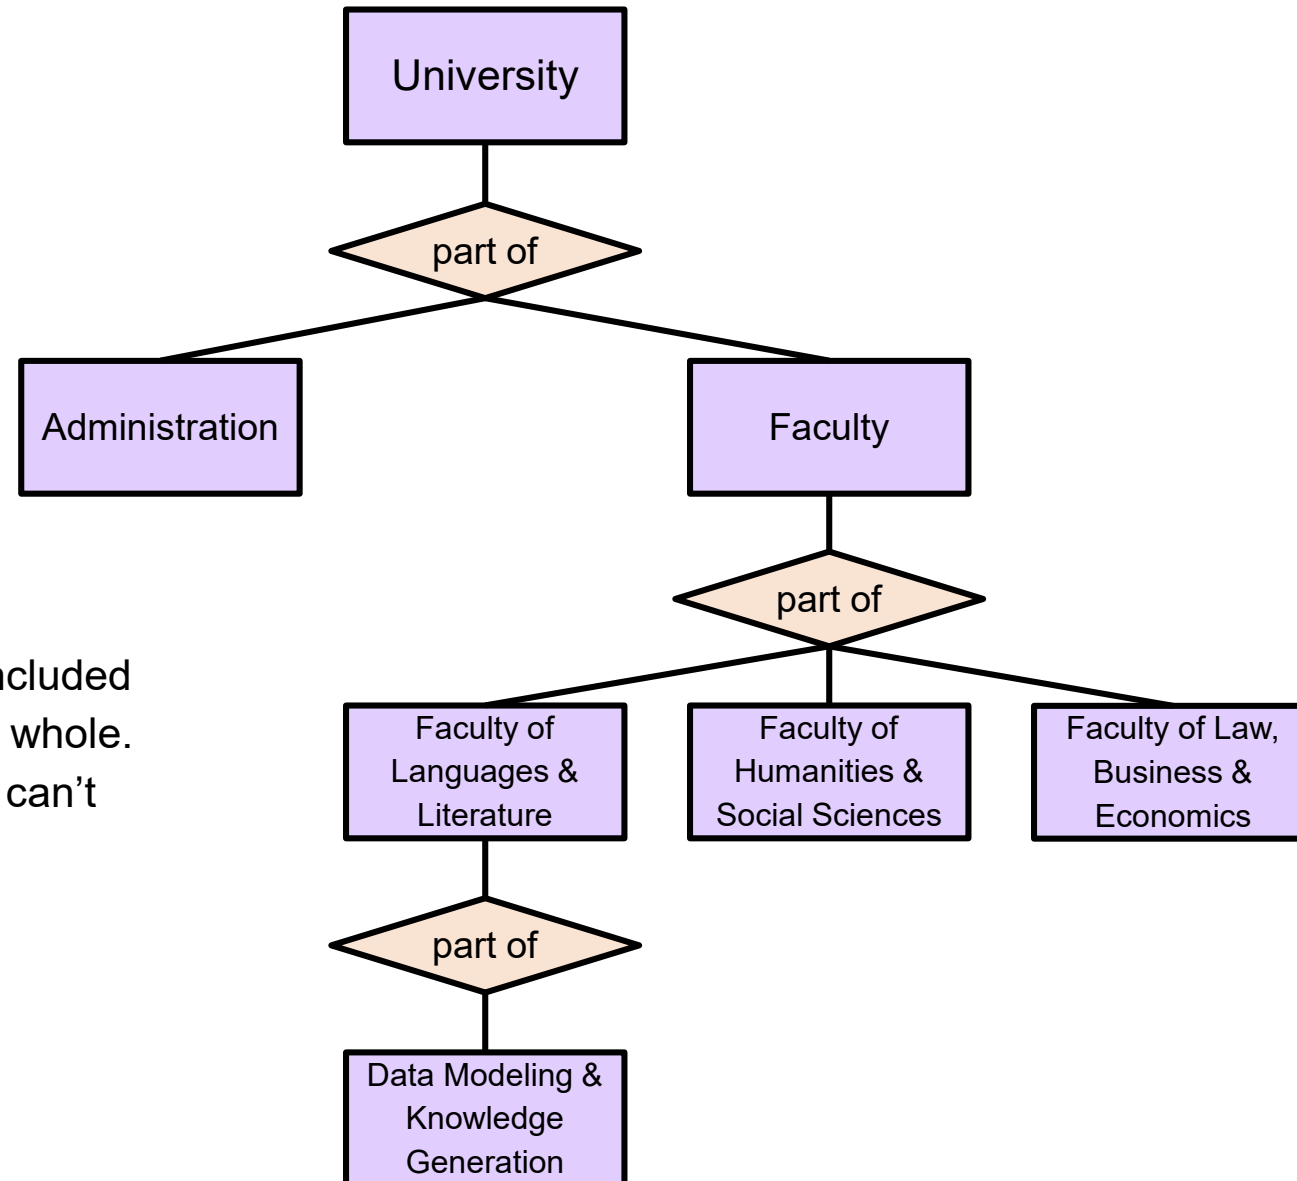 University
part of
Administration
Faculty
part of
ncluded
whole.
can't
Faculty of
Languages &
Literature
Faculty of
Humanities &
Social Sciences
Faculty of Law,
Business &
Economics
part of
Data Modeling &
Knowledge
Generation